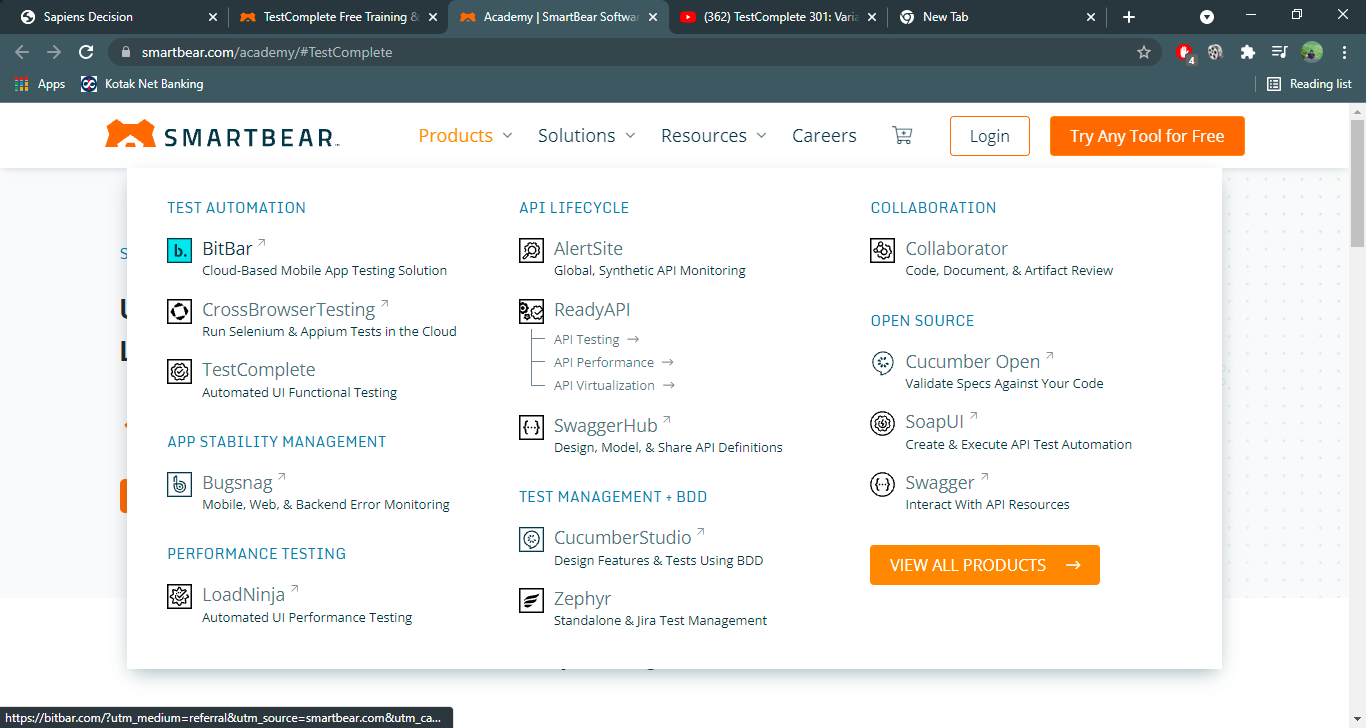 Sapiens Decision
TestComplete Free Training &
Academy | SmartBear Softwar
(362) TestComplete 301: Varia
New Tab
smartbear.com/academy/#TestComplete
4
Apps
Kotak Net Banking
Reading list
SMARTBEAR
Products
Solutions
Resources
Careers
Login
Try Any Tool for Free
TEST AUTOMATION
BitBar
Cloud-Based Mobile App Testing Solution
CrossBrowserTesting
Run Selenium & Appium Tests in the Cloud
TestComplete
Automated UI Functional Testing
APP STABILITY MANAGEMENT
Bugsnag
Mobile, Web, & Backend Error Monitoring
PERFORMANCE TESTING
LoadNinja
Automated UI Performance Testing
API LIFECYCLE
AlertSite
Global, Synthetic API Monitoring
ReadyAPI
API Testing →
API Performance →
API Virtualization →
SwaggerHub
Design, Model, & Share API Definitions
TEST MANAGEMENT + BDD
CucumberStudio
Design Features & Tests Using BDD
Zephyr
Standalone & Jira Test Management
COLLABORATION
Collaborator
Code, Document, & Artifact Review
OPEN SOURCE
Cucumber Open
Validate Specs Against Your Code
SoapUI
Create & Execute API Test Automation
Swagger
Interact With API Resources
VIEW ALL PRODUCTS →
https://bitbar.com/?utm_medium=referral&utm_source=smartbear.com&utm_ca...